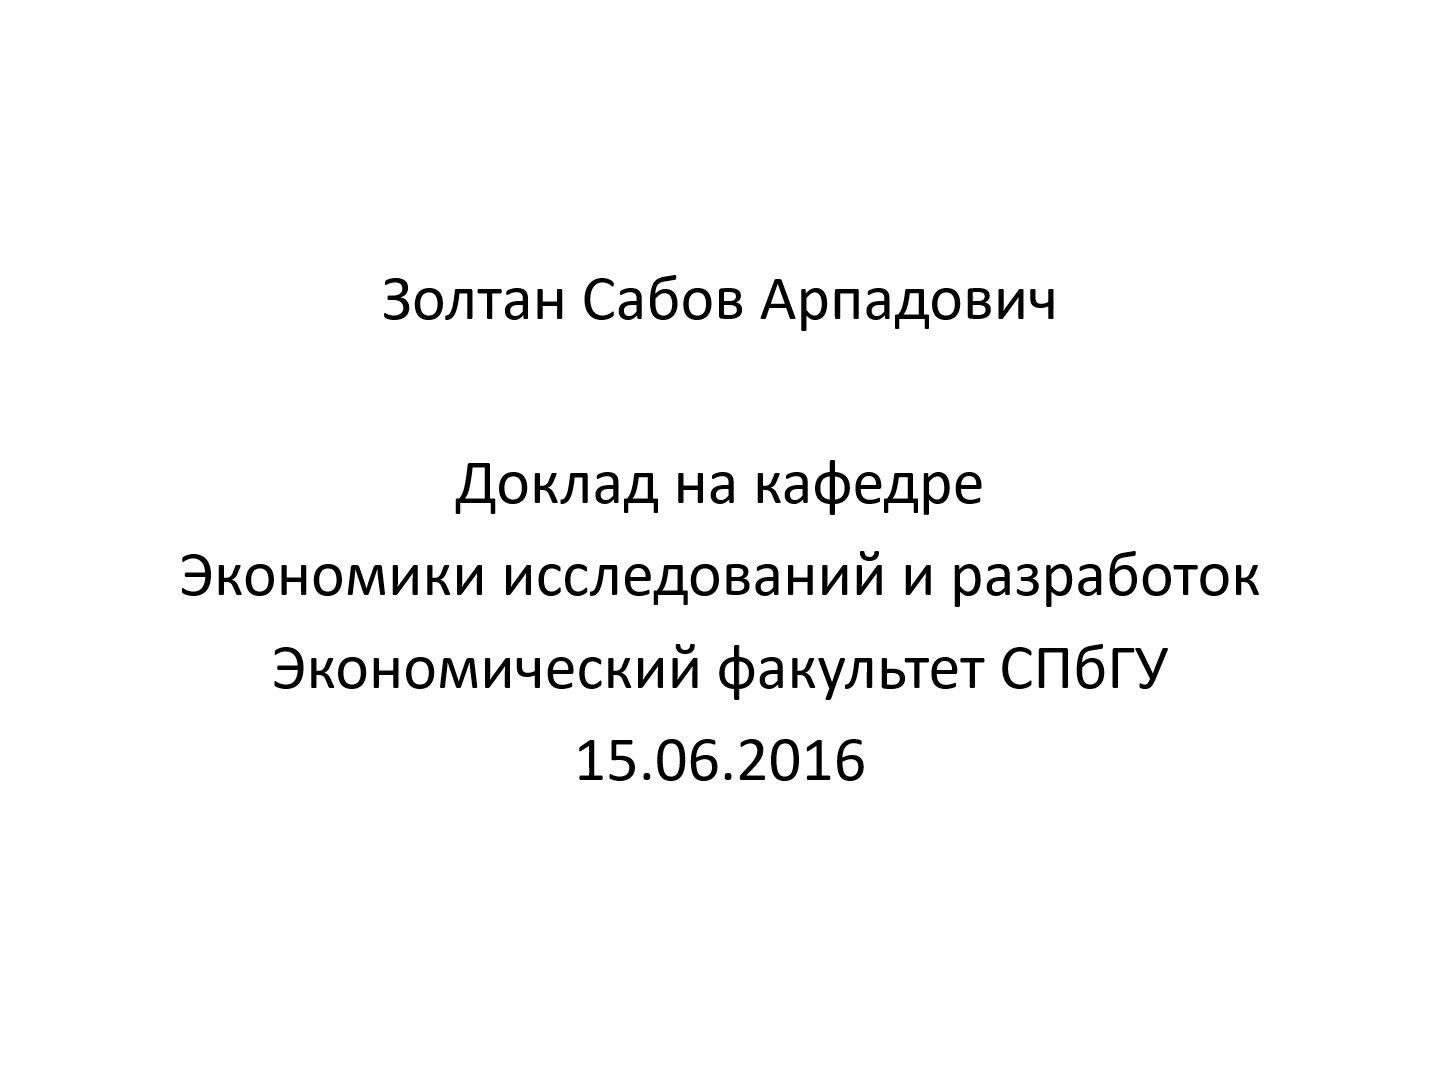 Золтан Сабов Арпадович
Доклад на кафедре
Экономики исследований и разработок
Экономический факультет СПбГУ
15.06.2016